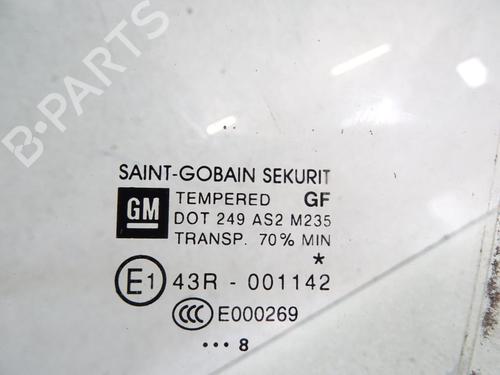 B-PARTS
SAINT-GOBAIN SEKURIT
GM TEMPERED GF
DOT 249 AS2 M235
TRANSP. 70% MIN
*
E1 43R - 001142
CCC E000269
••• 8